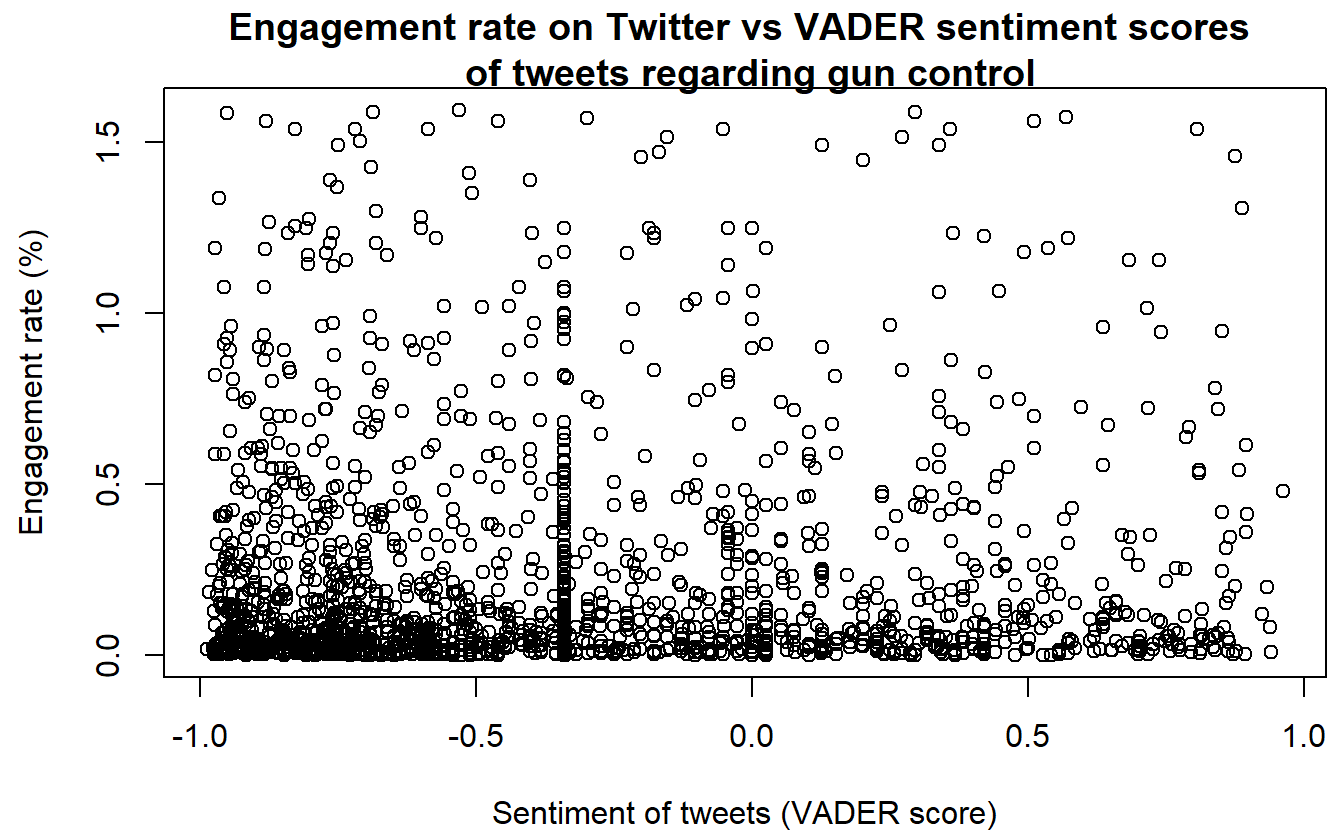 Engagement rate on Twitter vs VADER sentiment scores
of tweets regarding gun control
Engagement rate (%)
1.5
1.0
0.5
0.0
-1.0 -0.5 0.0 0.5 1.0
Sentiment of tweets (VADER score)